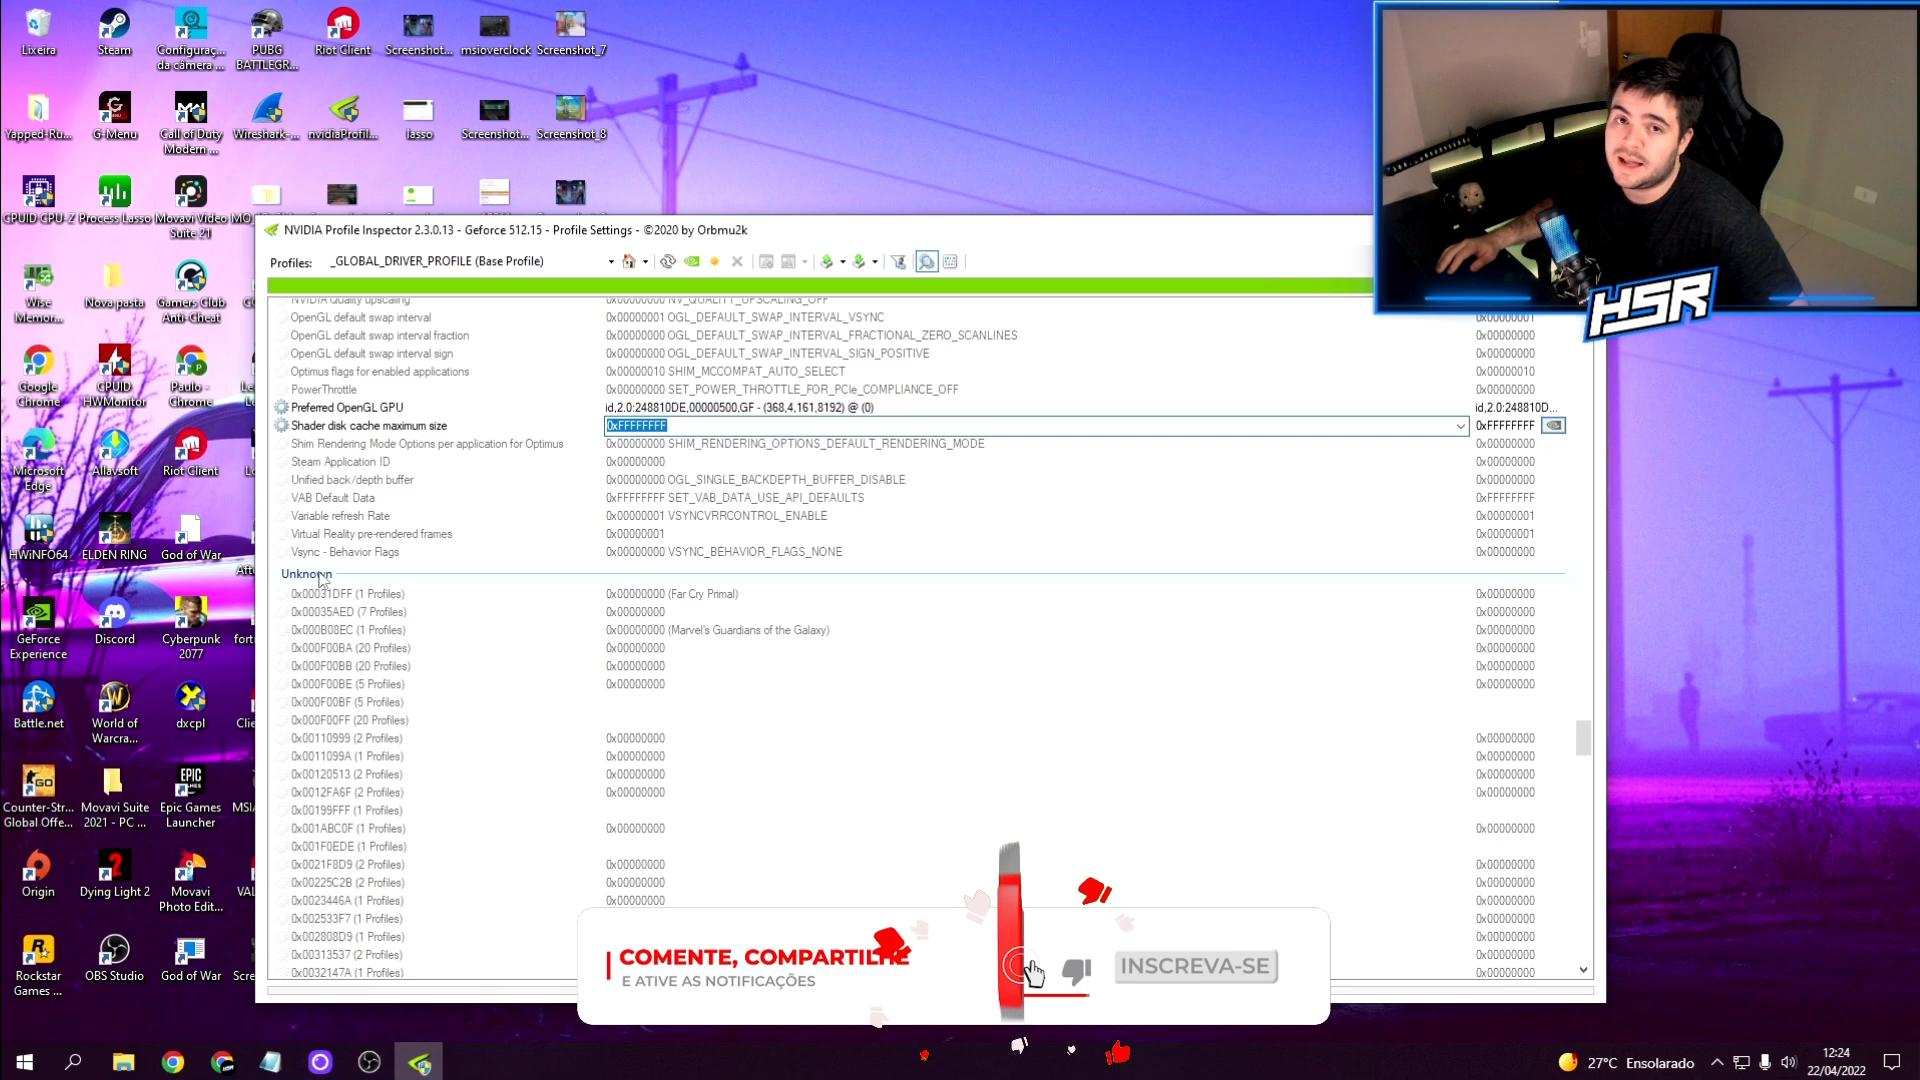 Lixeira
Steam
Configuraç...
da câmera ...
PUBG
BATTLEGR...
Riot Client
Screenshot...
msioverclock
Screenshot_7
Yapped-Ru...
G-Menu
Call of Duty
Modern ...
Wireshark-...
nvidiaProfil...
lasso
Screenshot...
Screenshot_8
CPUID CPU-Z
Process Lasso
Movavi Video
Suite 21
HSR
NVIDIA Profile Inspector 2.3.0.13 - Geforce 512.15 - Profile Settings - ©2020 by Orbmu2k
Profiles: _GLOBAL_DRIVER_PROFILE (Base Profile)
NVIDIA Quality upscaling 0x00000000 NV_QUALITY_UPSCALING_OFF
OpenGL default swap interval 0x00000001 OGL_DEFAULT_SWAP_INTERVAL_VSYNC 0x00000001
OpenGL default swap interval fraction 0x00000000 OGL_DEFAULT_SWAP_INTERVAL_FRACTIONAL_ZERO_SCANLINES 0x00000000
OpenGL default swap interval sign 0x00000000 OGL_DEFAULT_SWAP_INTERVAL_SIGN_POSITIVE 0x00000000
Optimus flags for enabled applications 0x00000010 SHIM_MCCOMPAT_AUTO_SELECT 0x00000010
PowerThrottle 0x00000000 SET_POWER_THROTTLE_FOR_PCIe_COMPLIANCE_OFF 0x00000000
Preferred OpenGL GPU id,2.0:248810DE,00000500,GF - (368,4,161,8192) @ (0) id,2.0:248810D...
Shader disk cache maximum size 0xFFFFFFFF 0xFFFFFFFF
Shim Rendering Mode Options per application for Optimus 0x00000000 SHIM_RENDERING_OPTIONS_DEFAULT_RENDERING_MODE 0x00000000
Steam Application ID 0x00000000 0x00000000
Unified back/depth buffer 0x00000000 OGL_SINGLE_BACKDEPTH_BUFFER_DISABLE 0x00000000
VAB Default Data 0xFFFFFFFF SET_VAB_DATA_USE_API_DEFAULTS 0xFFFFFFFF
Variable refresh Rate 0x00000001 VSYNCVRRCONTROL_ENABLE 0x00000001
Virtual Reality pre-rendered frames 0x00000001 0x00000001
Vsync - Behavior Flags 0x00000000 VSYNC_BEHAVIOR_FLAGS_NONE 0x00000000
Unknown
0x00031DFF (1 Profiles) 0x00000000 (Far Cry Primal) 0x00000000
0x00035AED (7 Profiles) 0x00000000 0x00000000
0x000B08EC (1 Profiles) 0x00000000 (Marvel's Guardians of the Galaxy) 0x00000000
0x000F00BA (20 Profiles) 0x00000000 0x00000000
0x000F00BB (20 Profiles) 0x00000000 0x00000000
0x000F00BE (5 Profiles) 0x00000000 0x00000000
0x000F00BF (5 Profiles)
0x000F00FF (20 Profiles)
0x00110999 (2 Profiles) 0x00000000 0x00000000
0x0011099A (1 Profiles) 0x00000000 0x00000000
0x00120513 (2 Profiles) 0x00000000 0x00000000
0x0012FA6F (2 Profiles) 0x00000000 0x00000000
0x00199FFF (1 Profiles)
0x001ABC0F (1 Profiles) 0x00000000 0x00000000
0x001F0EDE (1 Profiles)
0x0021F8D9 (2 Profiles) 0x00000000 0x00000000
0x00225C2B (2 Profiles) 0x00000000 0x00000000
0x0023446A (1 Profiles) 0x00000000 0x00000000
0x002533F7 (1 Profiles) 0x00000000
0x002808D9 (1 Profiles) 0x00000000
0x00313537 (2 Profiles) 0x00000000
0x0032147A (1 Profiles) 0x00000000
Wise
Memor...
Nova pasta
Gamers Club
Anti-Cheat
Google
Chrome
CPUID
HWMonitor
Paulo -
Chrome
Microsoft
Edge
Allavsoft
Riot Client
HWiNFO64
ELDEN RING
God of War
GeForce
Experience
Discord
Cyberpunk
2077
Battle.net
World of
Warcra...
dxcpl
Counter-Str...
Global Offe...
Movavi Suite
2021 - PC ...
Epic Games
Launcher
Origin
Dying Light 2
Movavi
Photo Edit...
Rockstar
Games ...
OBS Studio
God of War
COMENTE, COMPARTILHE
E ATIVE AS NOTIFICAÇÕES
INSCREVA-SE
27°C Ensolarado
12:24
22/04/2022